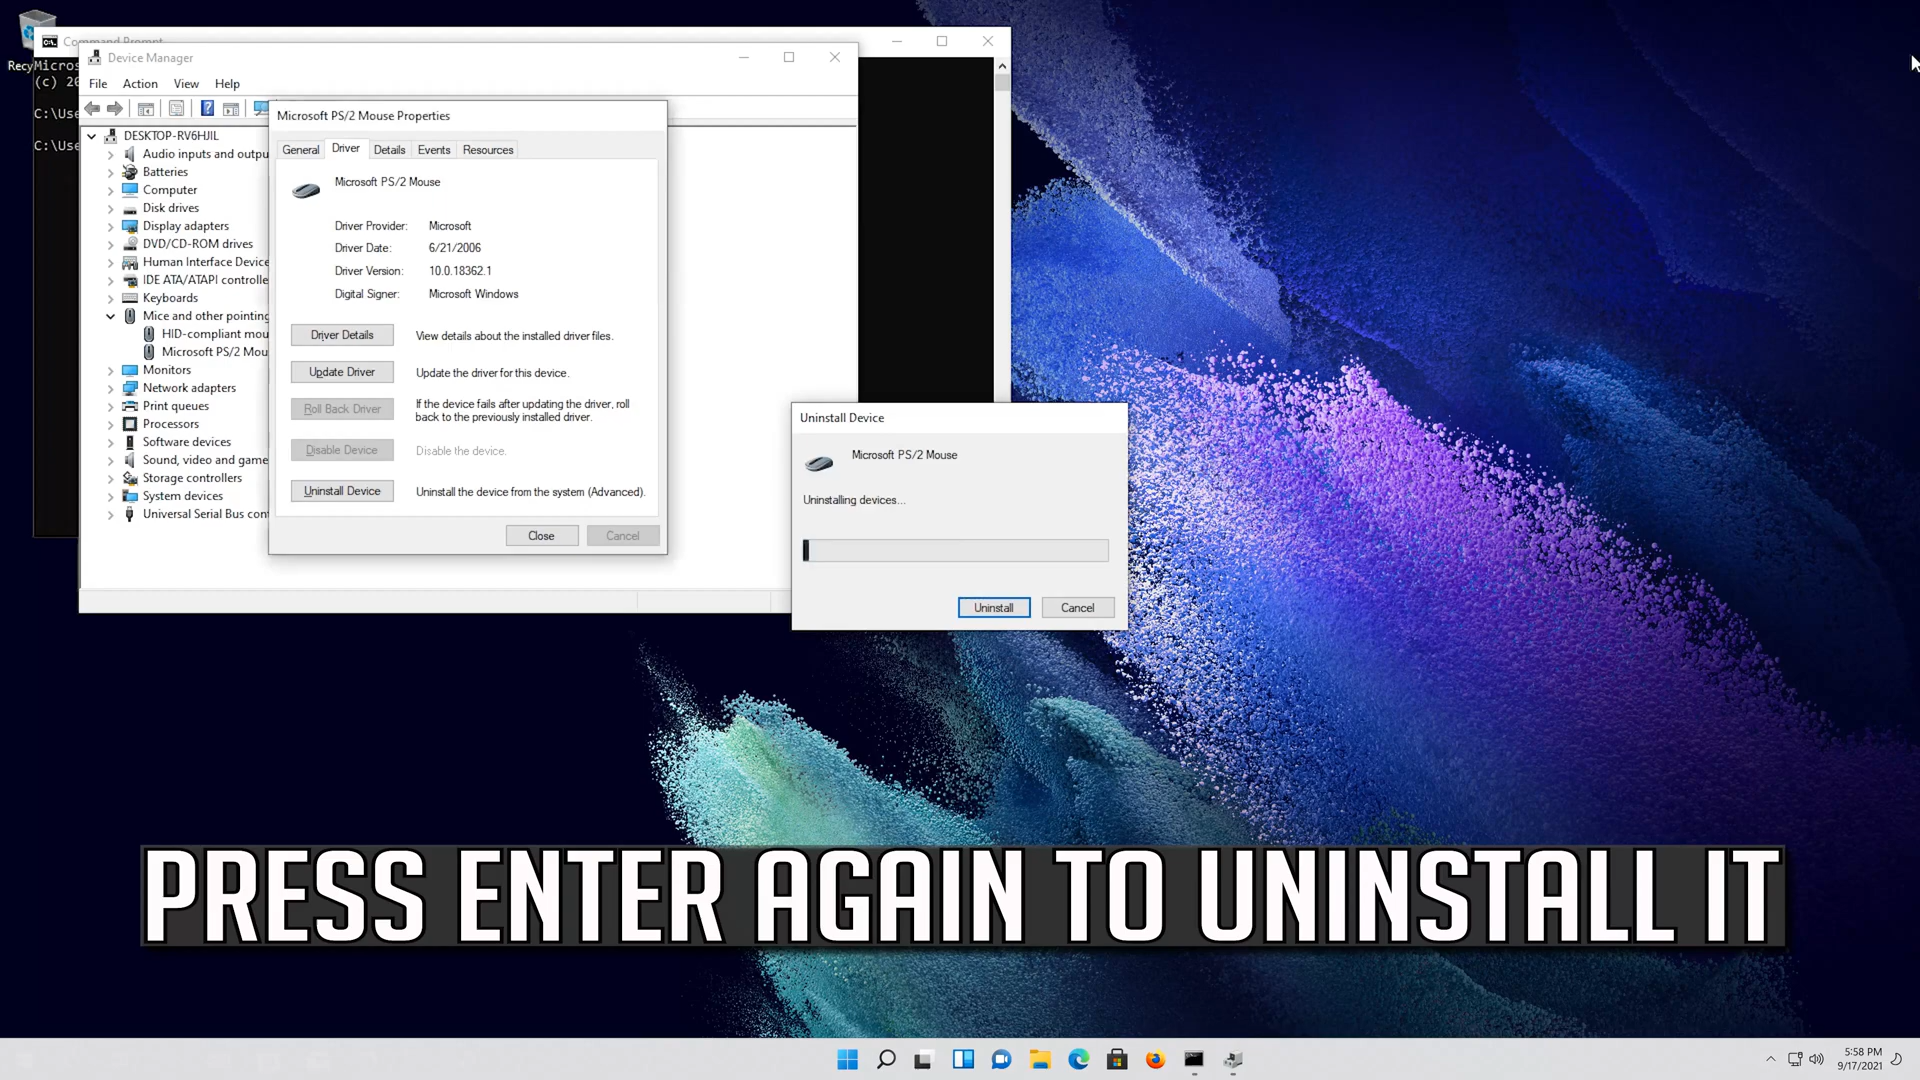 Recy
Command Prompt
Micros
(c) 20
C:\Use
C:\Use
Device Manager
File Action View Help
DESKTOP-RV6HJIL
Audio inputs and outpu
Batteries
Computer
Disk drives
Display adapters
DVD/CD-ROM drives
Human Interface Device
IDE ATA/ATAPI controlle
Keyboards
Mice and other pointing
HID-compliant mou
Microsoft PS/2 Mou
Monitors
Network adapters
Print queues
Processors
Software devices
Sound, video and game
Storage controllers
System devices
Universal Serial Bus con
Microsoft PS/2 Mouse Properties
General Driver Details Events Resources
Microsoft PS/2 Mouse
Driver Provider: Microsoft
Driver Date: 6/21/2006
Driver Version: 10.0.18362.1
Digital Signer: Microsoft Windows
Driver Details View details about the installed driver files.
Update Driver Update the driver for this device.
Roll Back Driver If the device fails after updating the driver, roll
back to the previously installed driver.
Disable Device Disable the device.
Uninstall Device Uninstall the device from the system (Advanced).
Close Cancel
Uninstall Device
Microsoft PS/2 Mouse
Uninstalling devices...
Uninstall Cancel
PRESS ENTER AGAIN TO UNINSTALL IT
5:58 PM
9/17/2021